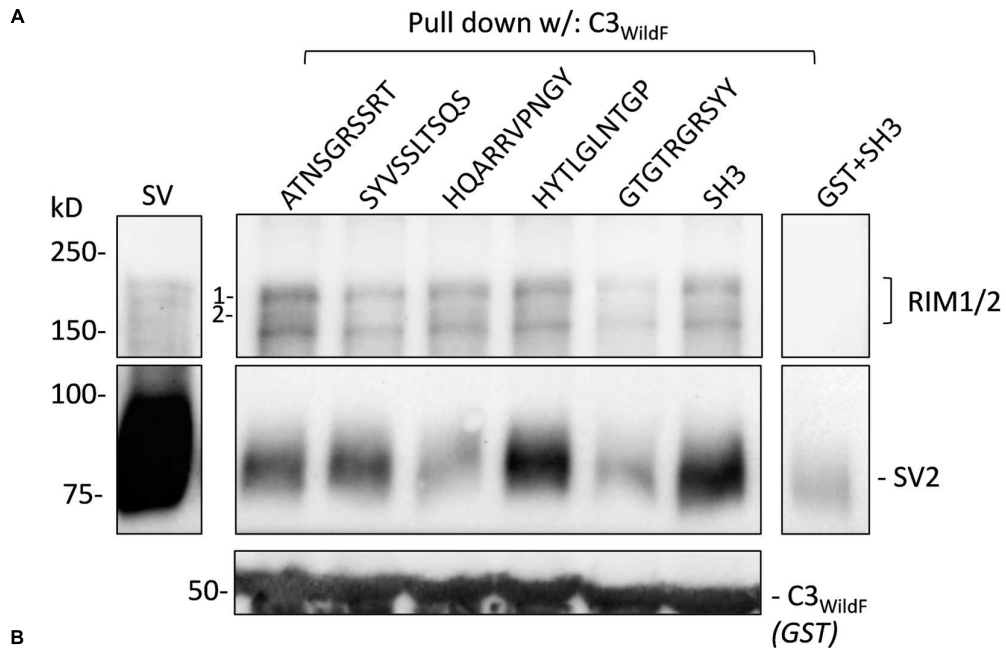 A
Pull down w/: C3WildF
ATNSGRSSRT
SYVSSLTSQS
HQARRVPNGY
HYTLGLNTGP
GTGTRGRSYY
SH3
GST+SH3
kD
SV
250-
1-
2-
RIM1/2
150-
100-
75-
- SV2
50-
- C3WildF
(GST)
B